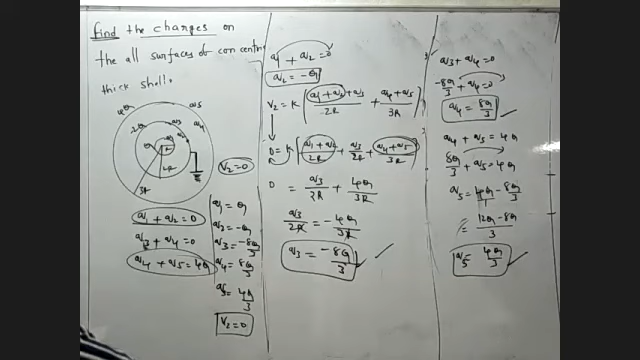 Find the charges on
the all surfaces of concentric
thick shell.
4Q
q5
-2Q
q3
q2
q4
Q
R
2R
3R
V2=0
q1 + q2 = 0
q3 + q4 = 0
q4 + q5 = 4Q
q1 = Q
q2 = -Q
q3 = -8Q/3
q4 = 8Q/3
q5 = 4Q/3
V2 = 0
q1 + q2 = 0
q2 = -Q
V2 = K [ q1 + q2 + q3 / 2R + q4 + q5 / 3R ]
0 = K [ q1 + q2 / 2R + q3 / 2R + q4 + q5 / 3R ]
0 = q3 / 2R + 4Q / 3R
q3 / 2R = -4Q / 3R
q3 = -8Q / 3
q3 + q4 = 0
-8Q/3 + q4 = 0
q4 = 8Q/3
q4 + q5 = 4Q
8Q/3 + q5 = 4Q
q5 = 4Q/1 - 8Q/3
= 12Q - 8Q / 3
q5 = 4Q/3